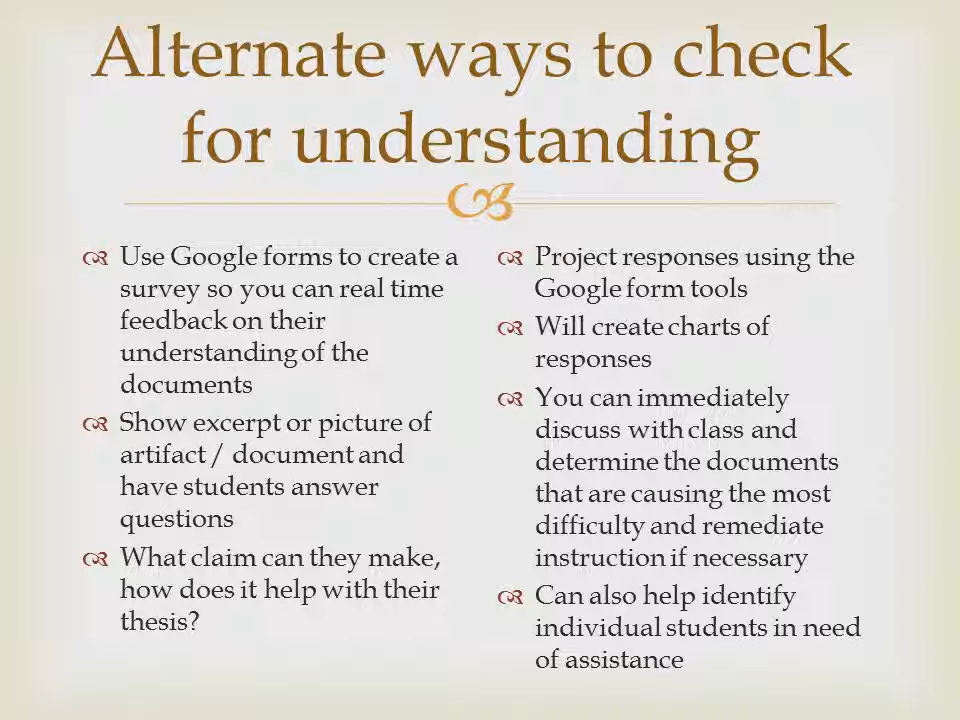 Alternate ways to check
for understanding
Use Google forms to create a
survey so you can real time
feedback on their
understanding of the
documents
Show excerpt or picture of
artifact / document and
have students answer
questions
What claim can they make,
how does it help with their
thesis?
Project responses using the
Google form tools
Will create charts of
responses
You can immediately
discuss with class and
determine the documents
that are causing the most
difficulty and remediate
instruction if necessary
Can also help identify
individual students in need
of assistance